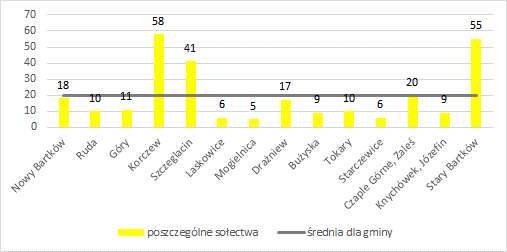 70
60
50
40
30
20
10
0
18
10
11
58
41
6
5
17
9
10
6
20
9
55
Nowy Bartków
Ruda
Góry
Korczew
Szczeglacin
Laskowice
Mogielnica
Drażniew
Bużyska
Tokary
Starczewice
Czaple Górne, Zaleś
Knychówek, Józefin
Stary Bartków
poszczególne sołectwa
średnia dla gminy